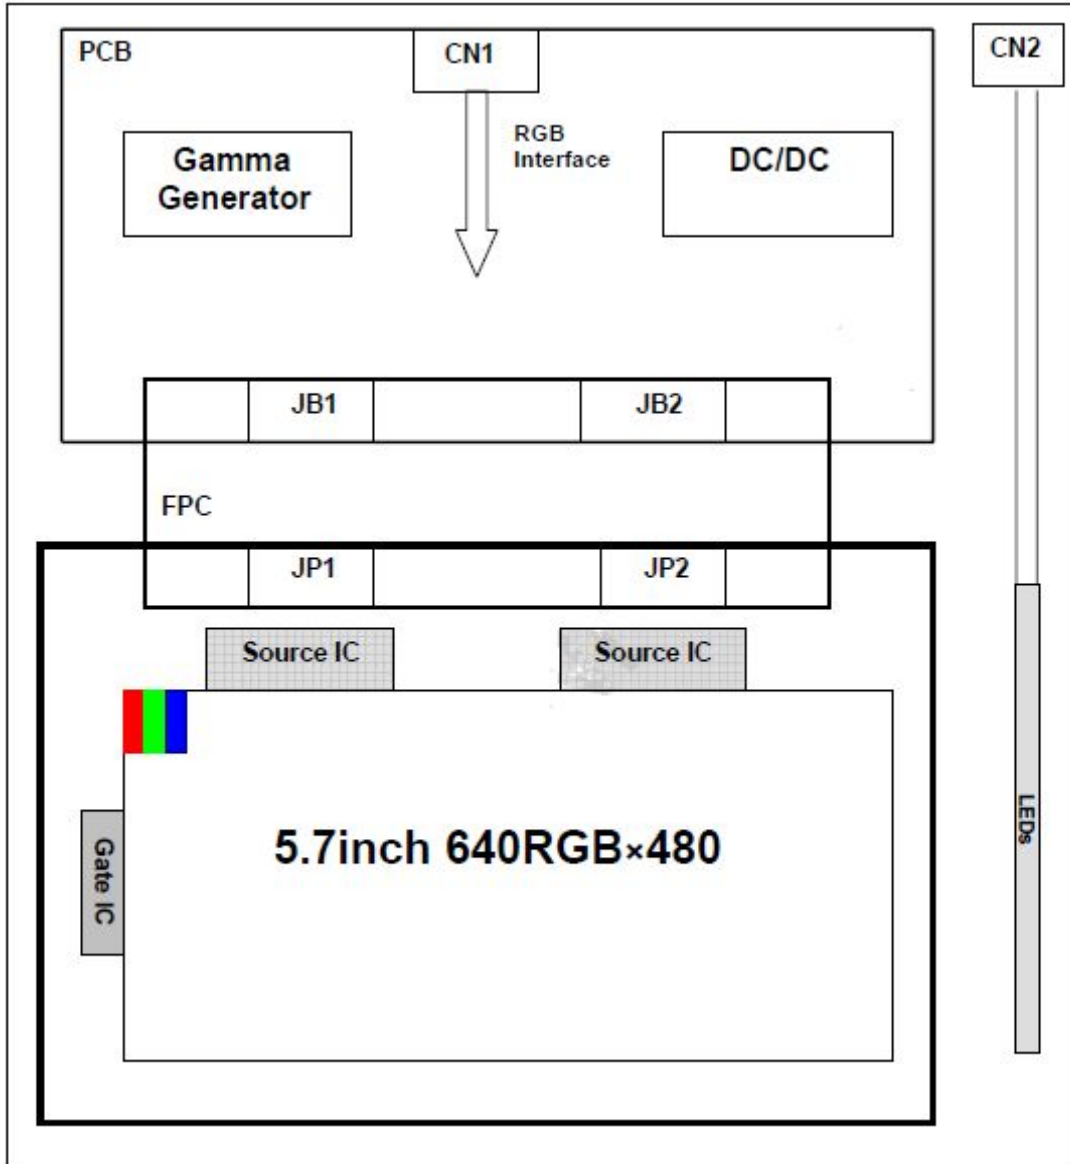 PCB
CN1
CN2
RGB
Interface
Gamma
Generator
DC/DC
JB1
JB2
FPC
JP1
JP2
Source IC
Source IC
5.7inch 640RGB×480
Gate IC
LEDs